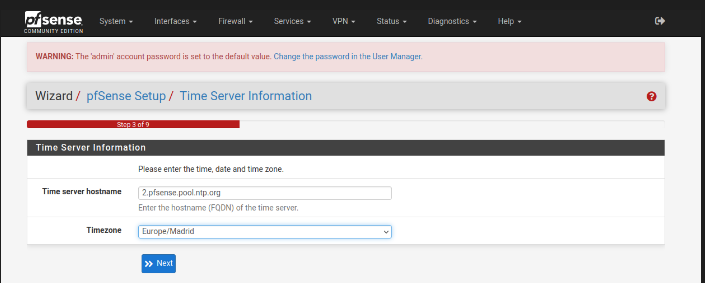 pfsense
COMMUNITY EDITION
System Interfaces Firewall Services VPN Status Diagnostics Help
WARNING: The 'admin' account password is set to the default value. Change the password in the User Manager.
Wizard / pfSense Setup / Time Server Information
Step 3 of 9
Time Server Information
Please enter the time, date and time zone.
Time server hostname 2.pfsense.pool.ntp.org
Enter the hostname (FQDN) of the time server.
Timezone Europe/Madrid
Next